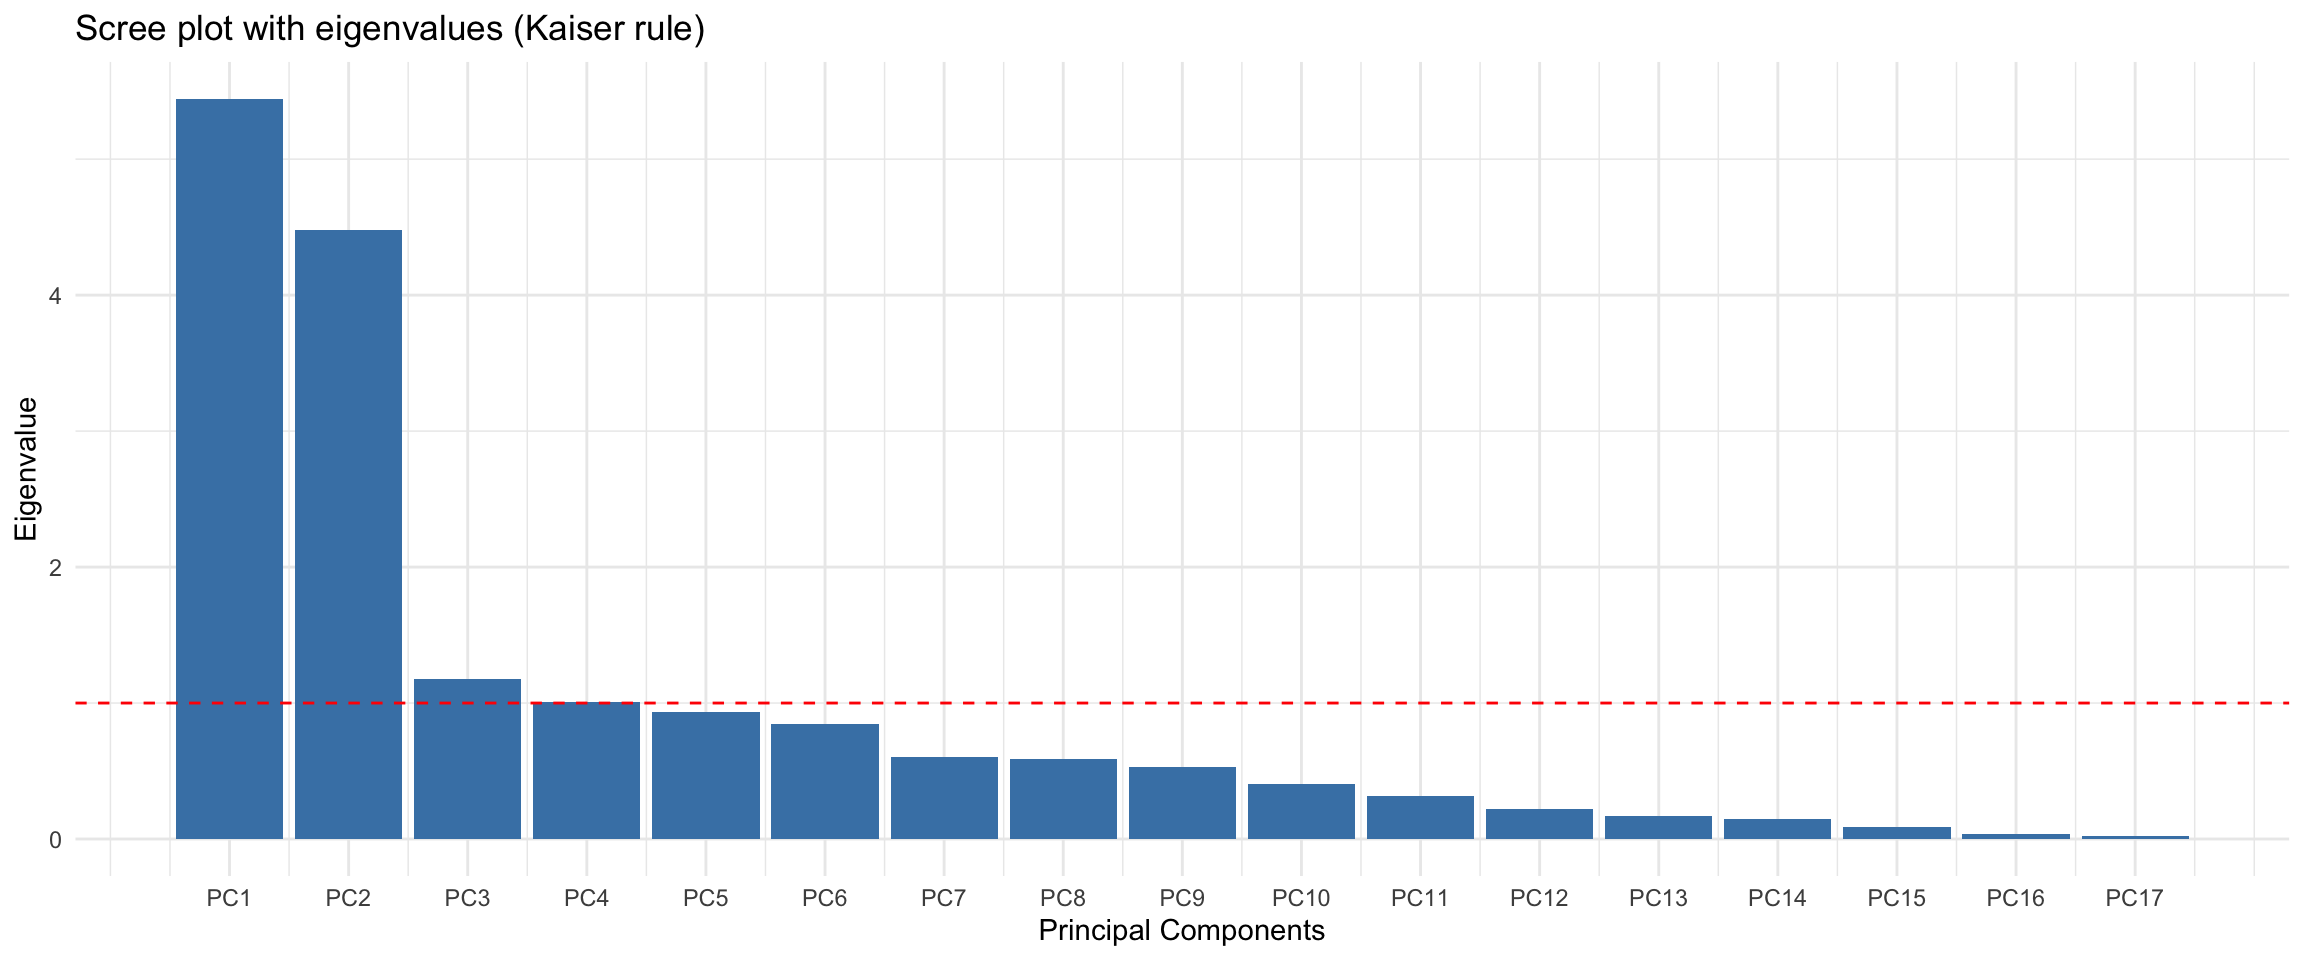 Scree plot with eigenvalues (Kaiser rule)
Eigenvalue
4
2
0
PC1 PC2 PC3 PC4 PC5 PC6 PC7 PC8 PC9 PC10 PC11 PC12 PC13 PC14 PC15 PC16 PC17
Principal Components